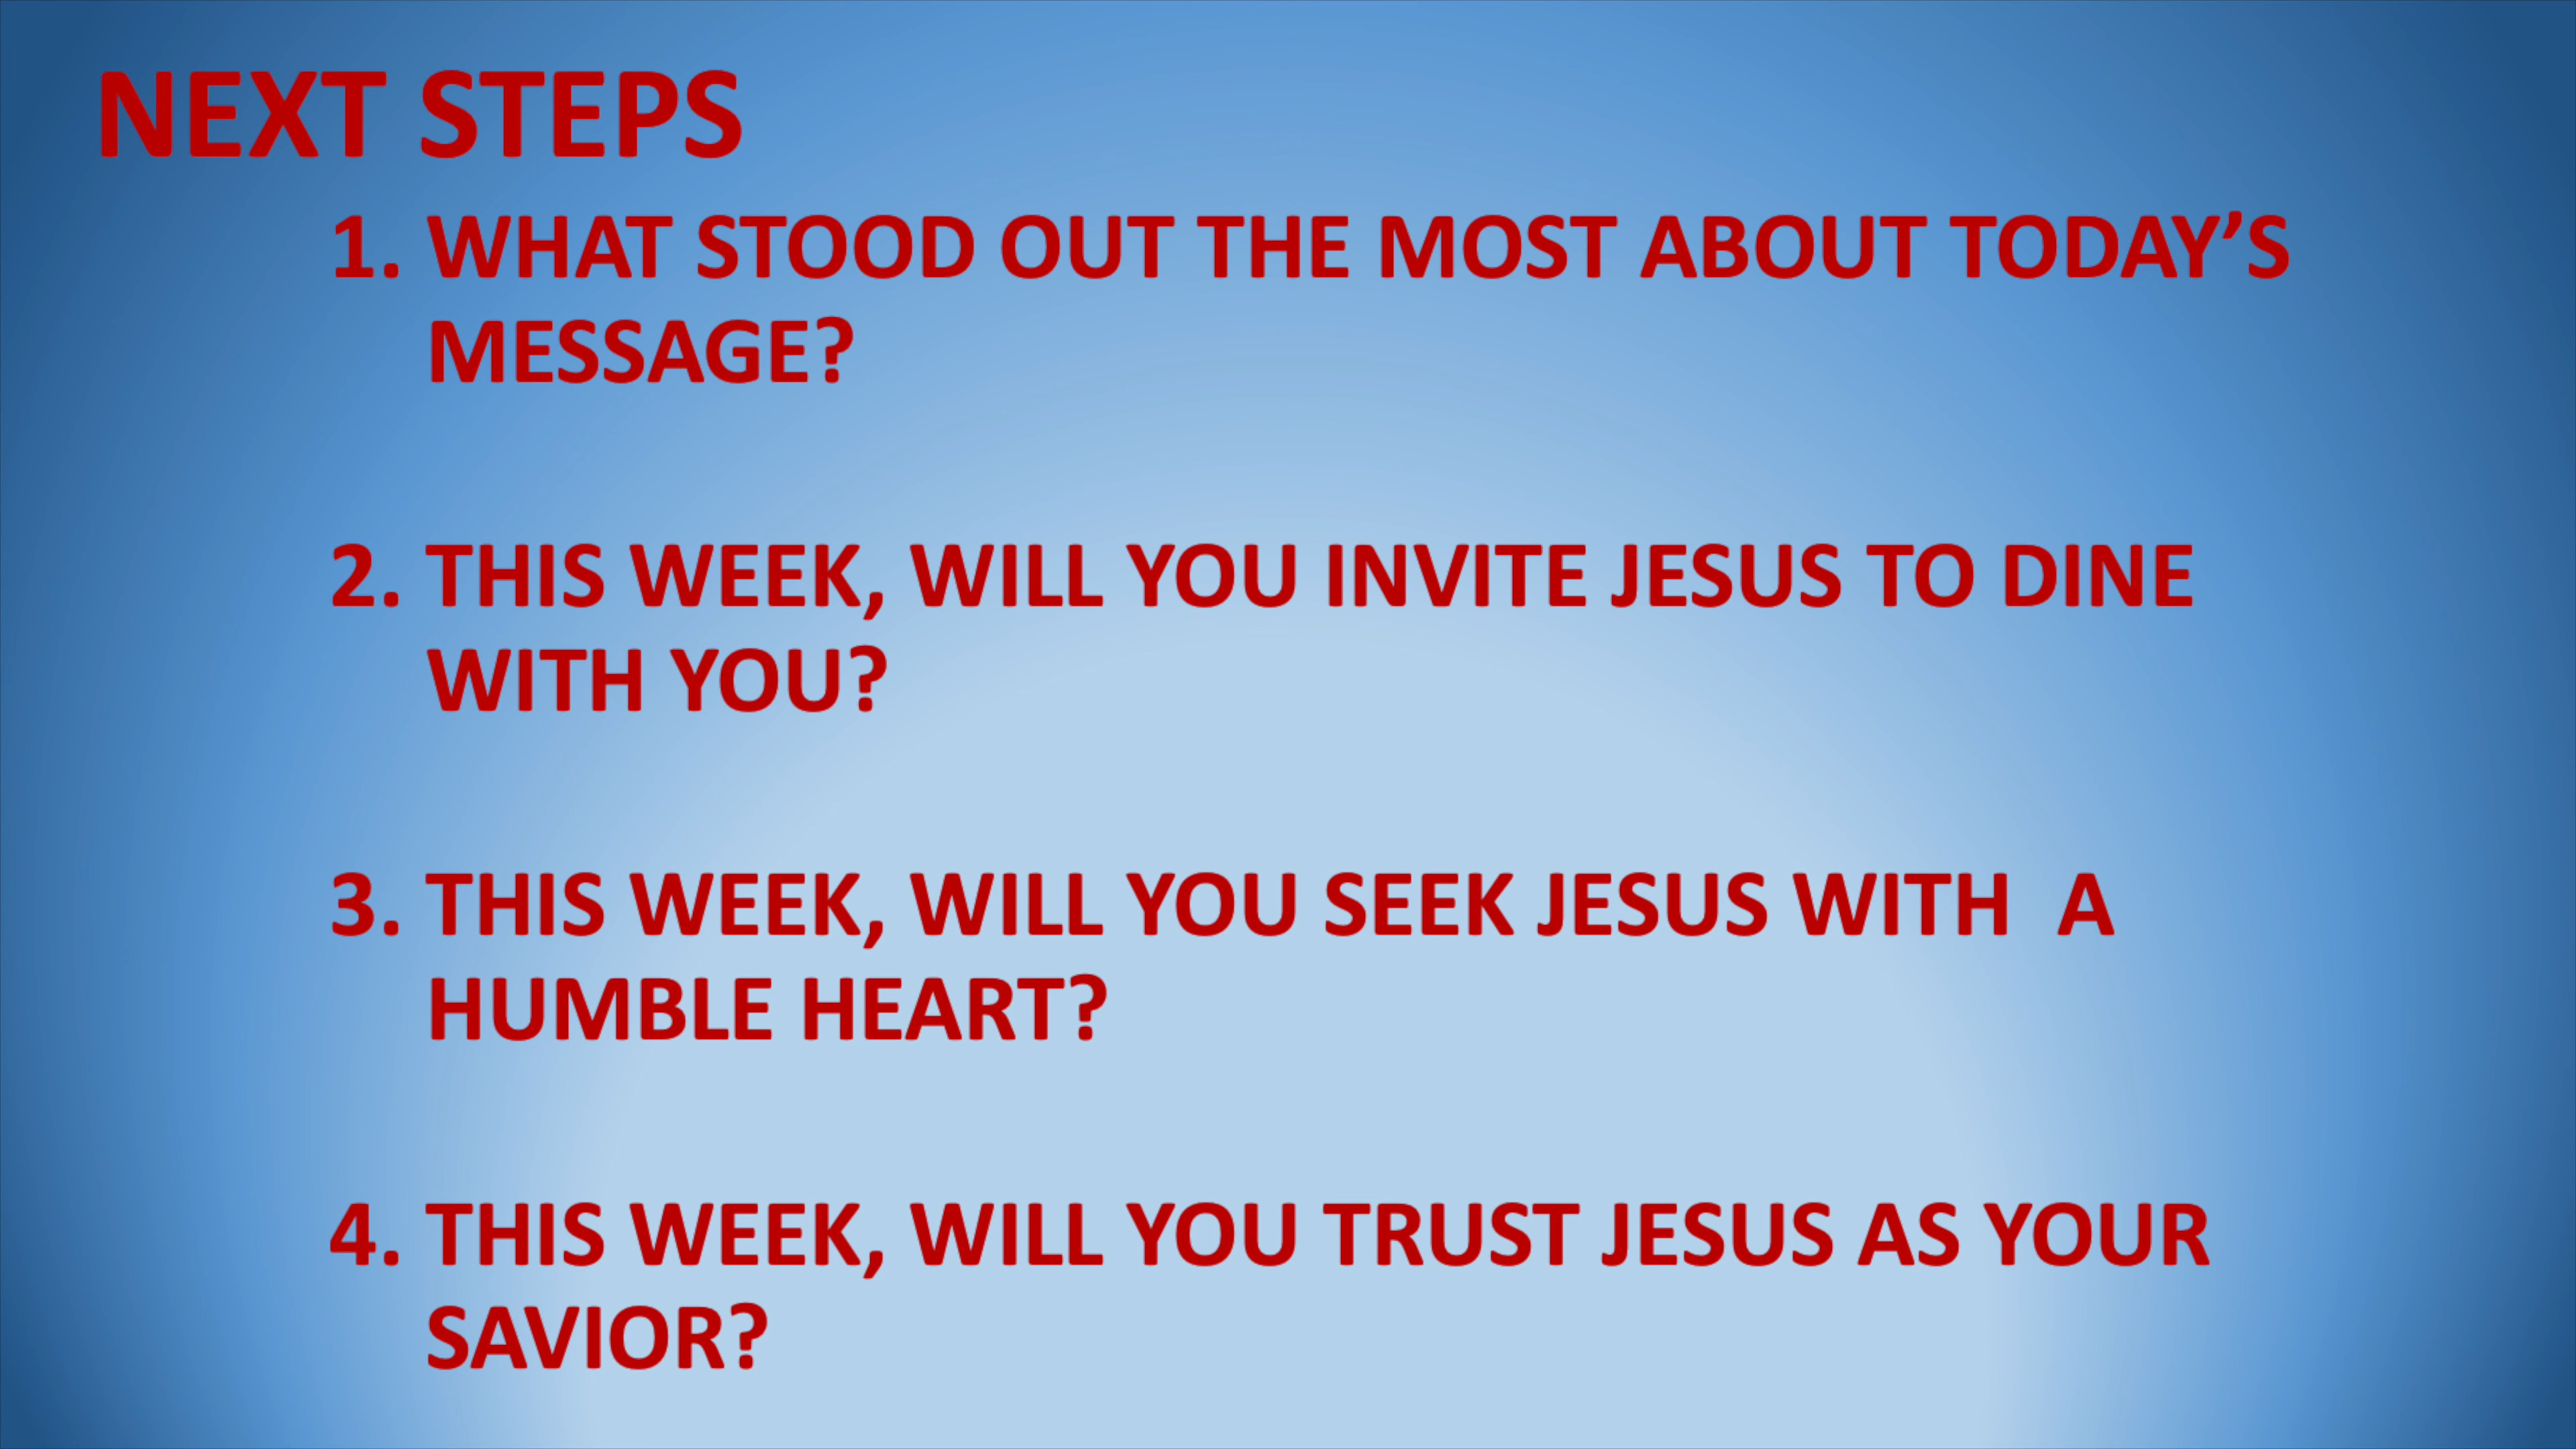 NEXT STEPS
1. WHAT STOOD OUT THE MOST ABOUT TODAY’S
MESSAGE?
2. THIS WEEK, WILL YOU INVITE JESUS TO DINE
WITH YOU?
3. THIS WEEK, WILL YOU SEEK JESUS WITH  A
HUMBLE HEART?
4. THIS WEEK, WILL YOU TRUST JESUS AS YOUR
SAVIOR?